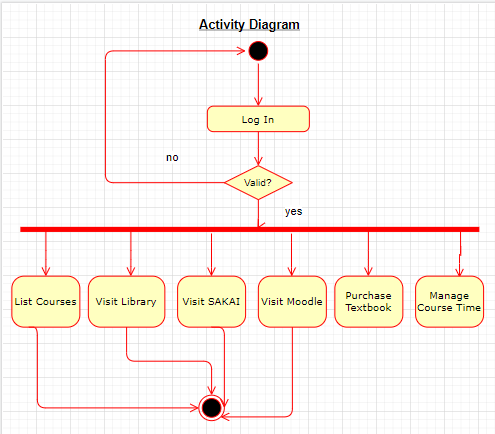 Activity Diagram
Log In
no
Valid?
yes
List Courses
Visit Library
Visit SAKAI
Visit Moodle
Purchase
Textbook
Manage
Course Time